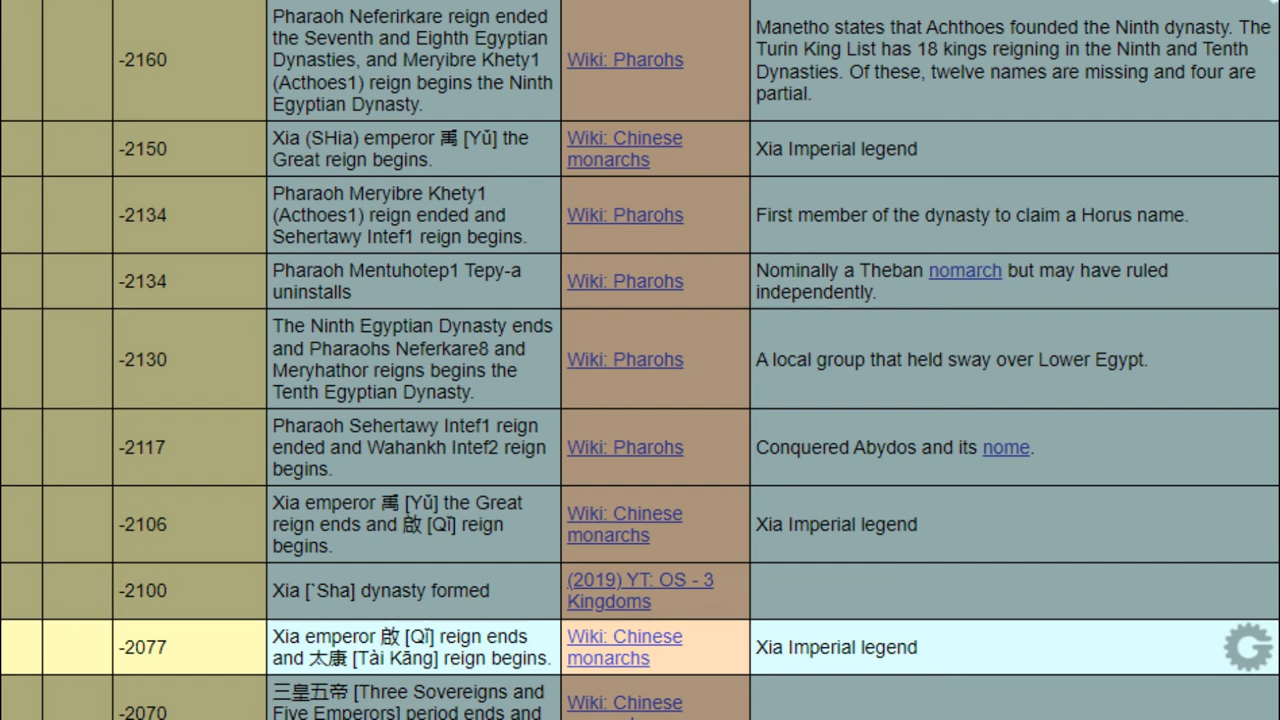 Pharaoh Neferirkare reign ended
the Seventh and Eighth Egyptian
-2160
Dynasties, and Meryibre Khety1
(Acthoes1) reign begins the Ninth
Egyptian Dynasty.
Wiki: Pharohs
Manetho states that Achthoes founded the Ninth dynasty. The
Turin King List has 18 kings reigning in the Ninth and Tenth
Dynasties. Of these, twelve names are missing and four are
partial.
-2150
Xia (SHia) emperor 禹 [Yǔ] the
Great reign begins.
Wiki: Chinese
monarchs
Xia Imperial legend
-2134
Pharaoh Meryibre Khety1
(Acthoes1) reign ended and
Sehertawy Intef1 reign begins.
Wiki: Pharohs
First member of the dynasty to claim a Horus name.
-2134
Pharaoh Mentuhotep1 Tepy-a
uninstalls
Wiki: Pharohs
Nominally a Theban nomarch but may have ruled
independently.
-2130
The Ninth Egyptian Dynasty ends
and Pharaohs Neferkare8 and
Meryhathor reigns begins the
Tenth Egyptian Dynasty.
Wiki: Pharohs
A local group that held sway over Lower Egypt.
-2117
Pharaoh Sehertawy Intef1 reign
ended and Wahankh Intef2 reign
begins.
Wiki: Pharohs
Conquered Abydos and its nome.
-2106
Xia emperor 禹 [Yǔ] the Great
reign ends and 啟 [Qǐ] reign
begins.
Wiki: Chinese
monarchs
Xia Imperial legend
-2100
Xia [`Sha] dynasty formed
(2019) YT: OS - 3
Kingdoms
-2077
Xia emperor 啟 [Qǐ] reign ends
and 太康 [Tài Kāng] reign begins.
Wiki: Chinese
monarchs
Xia Imperial legend
-2070
三皇五帝 [Three Sovereigns and
Five Emperors] period ends and
Wiki: Chinese